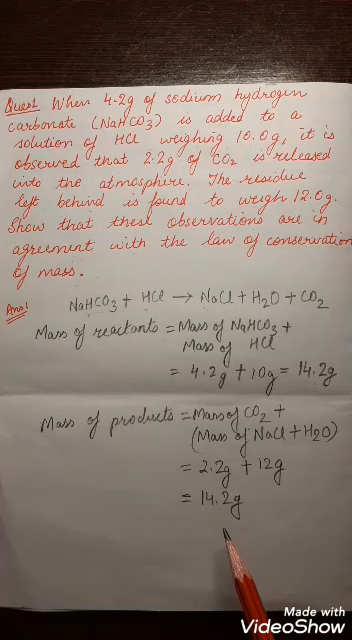 Quest When 4.2g of sodium hydrogen
carbonate (NaHCO3) is added to a
solution of HCl weighing 10.0g, it is
observed that 2.2g of CO2 is released
into the atmosphere. The residue
left behind is found to weigh 12.0g.
Show that these observations are in
agreement with the law of conservation
of mass.
Ans:
NaHCO3 + HCl → NaCl + H2O + CO2
Mass of reactants = Mass of NaHCO3 +
Mass of HCl
= 4.2g + 10g = 14.2g
Mass of products = Mass of CO2 +
(Mass of NaCl + H2O)
= 2.2g + 12g
= 14.2g
Made with
VideoShow